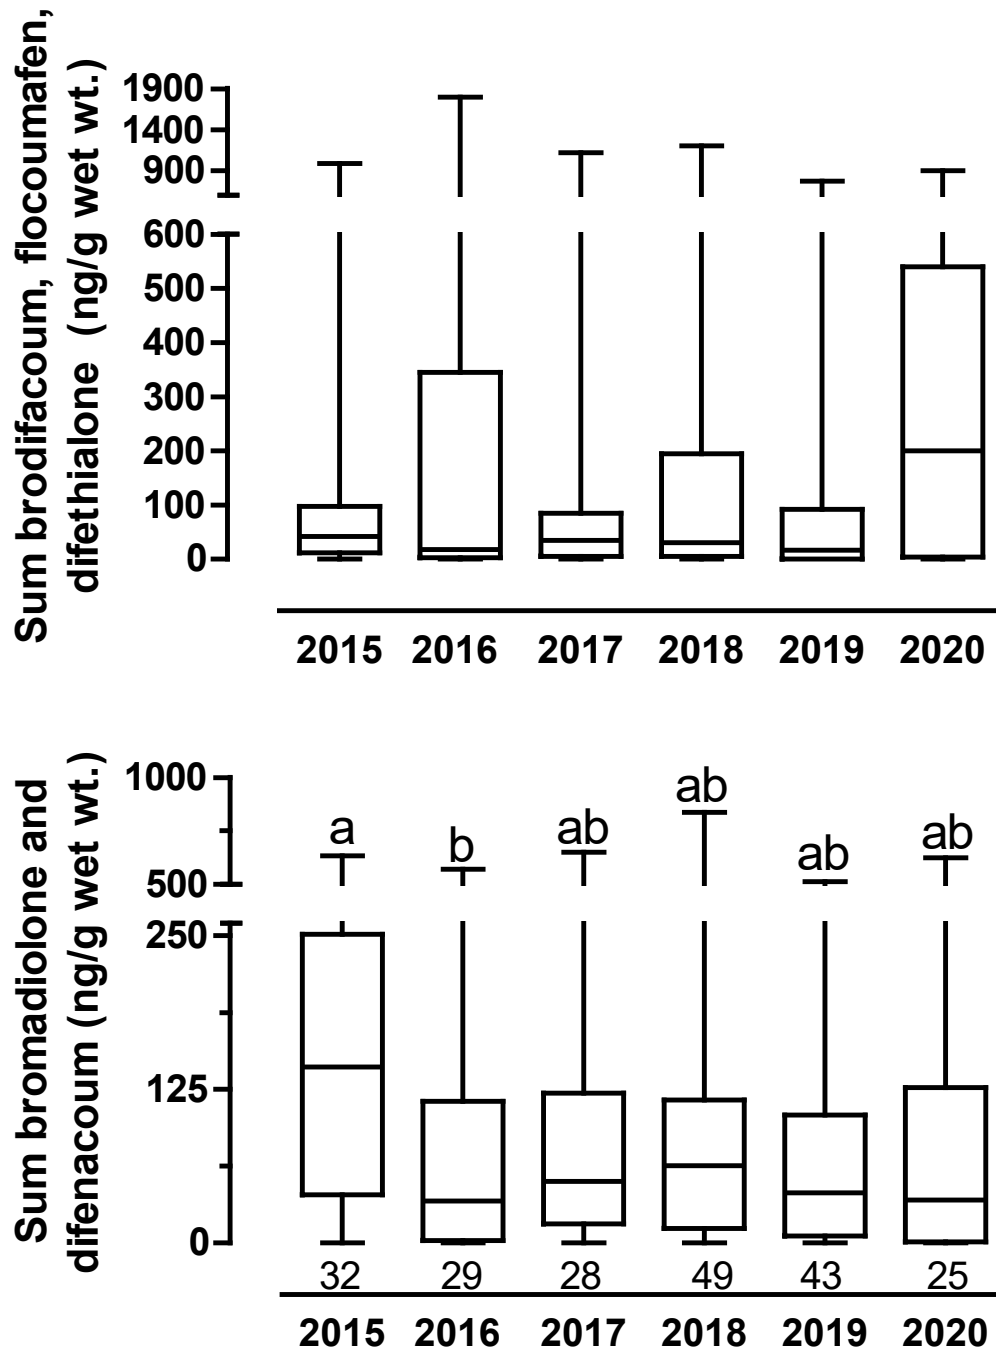 Sum brodifacoum, flocoumafen,
difethialone (ng/g wet wt.)
1900
1400
900
600
500
400
300
200
100
0
2015 2016 2017 2018 2019 2020
Sum bromadiolone and
difenacoum (ng/g wet wt.)
1000
500
250
125
0
a b ab ab ab ab
32 29 28 49 43 25
2015 2016 2017 2018 2019 2020